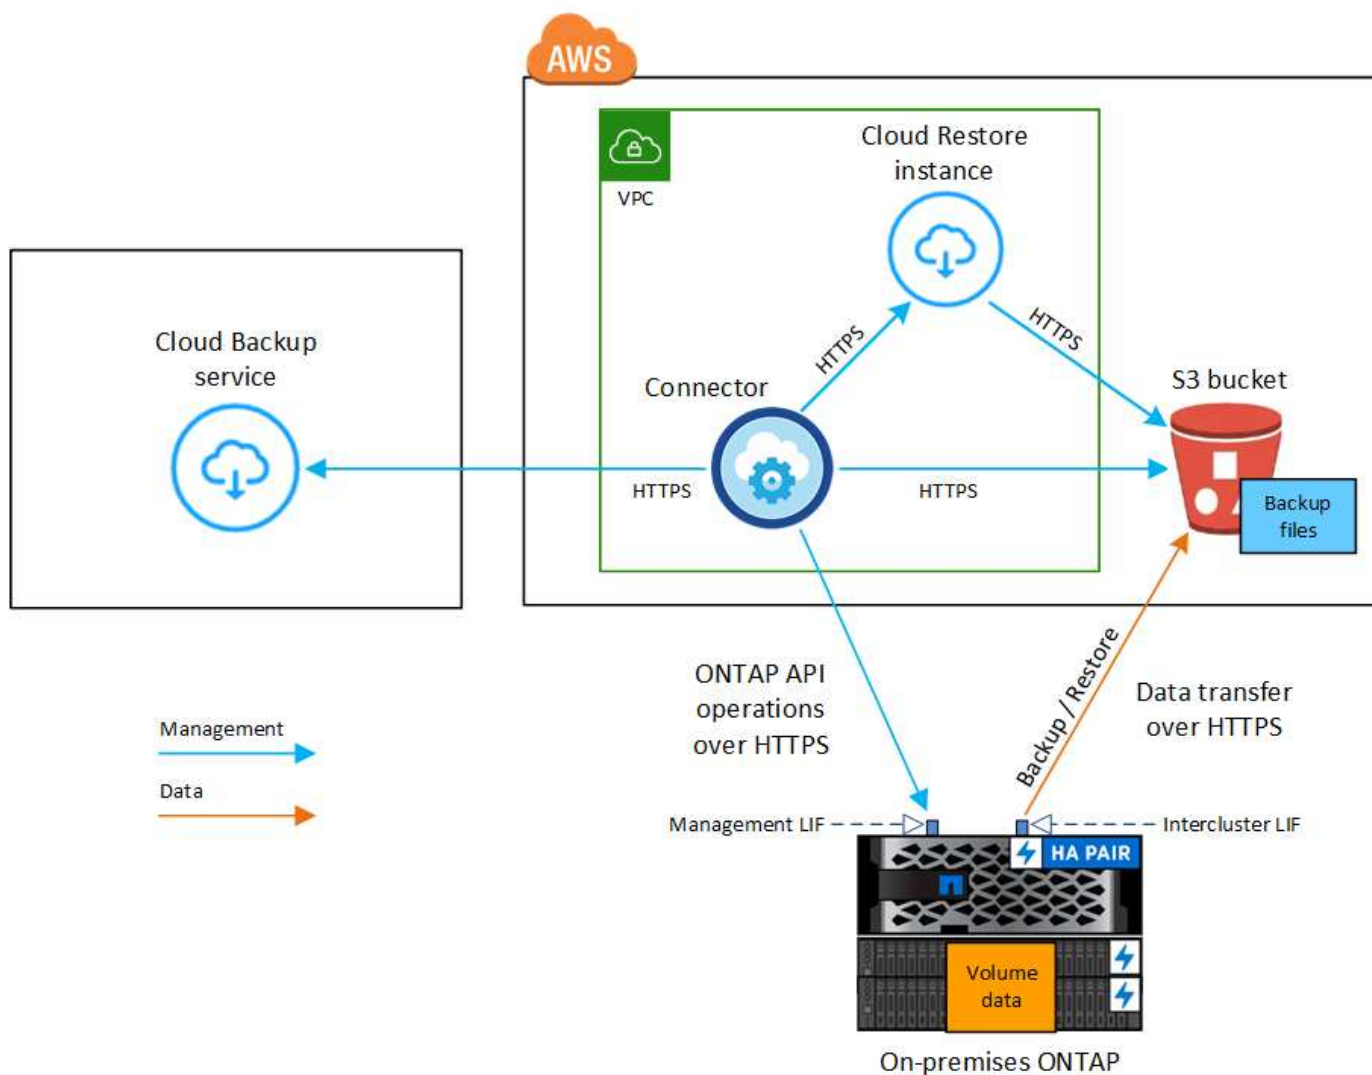 AWS
Cloud Restore
instance
VPC
HTTPS
HTTPS
Cloud Backup
service
Connector
S3 bucket
HTTPS
HTTPS
Backup
files
ONTAP API
operations
over HTTPS
Backup / Restore
Data transfer
over HTTPS
Management
Data
Management LIF
Intercluster LIF
HA PAIR
Volume
data
On-premises ONTAP